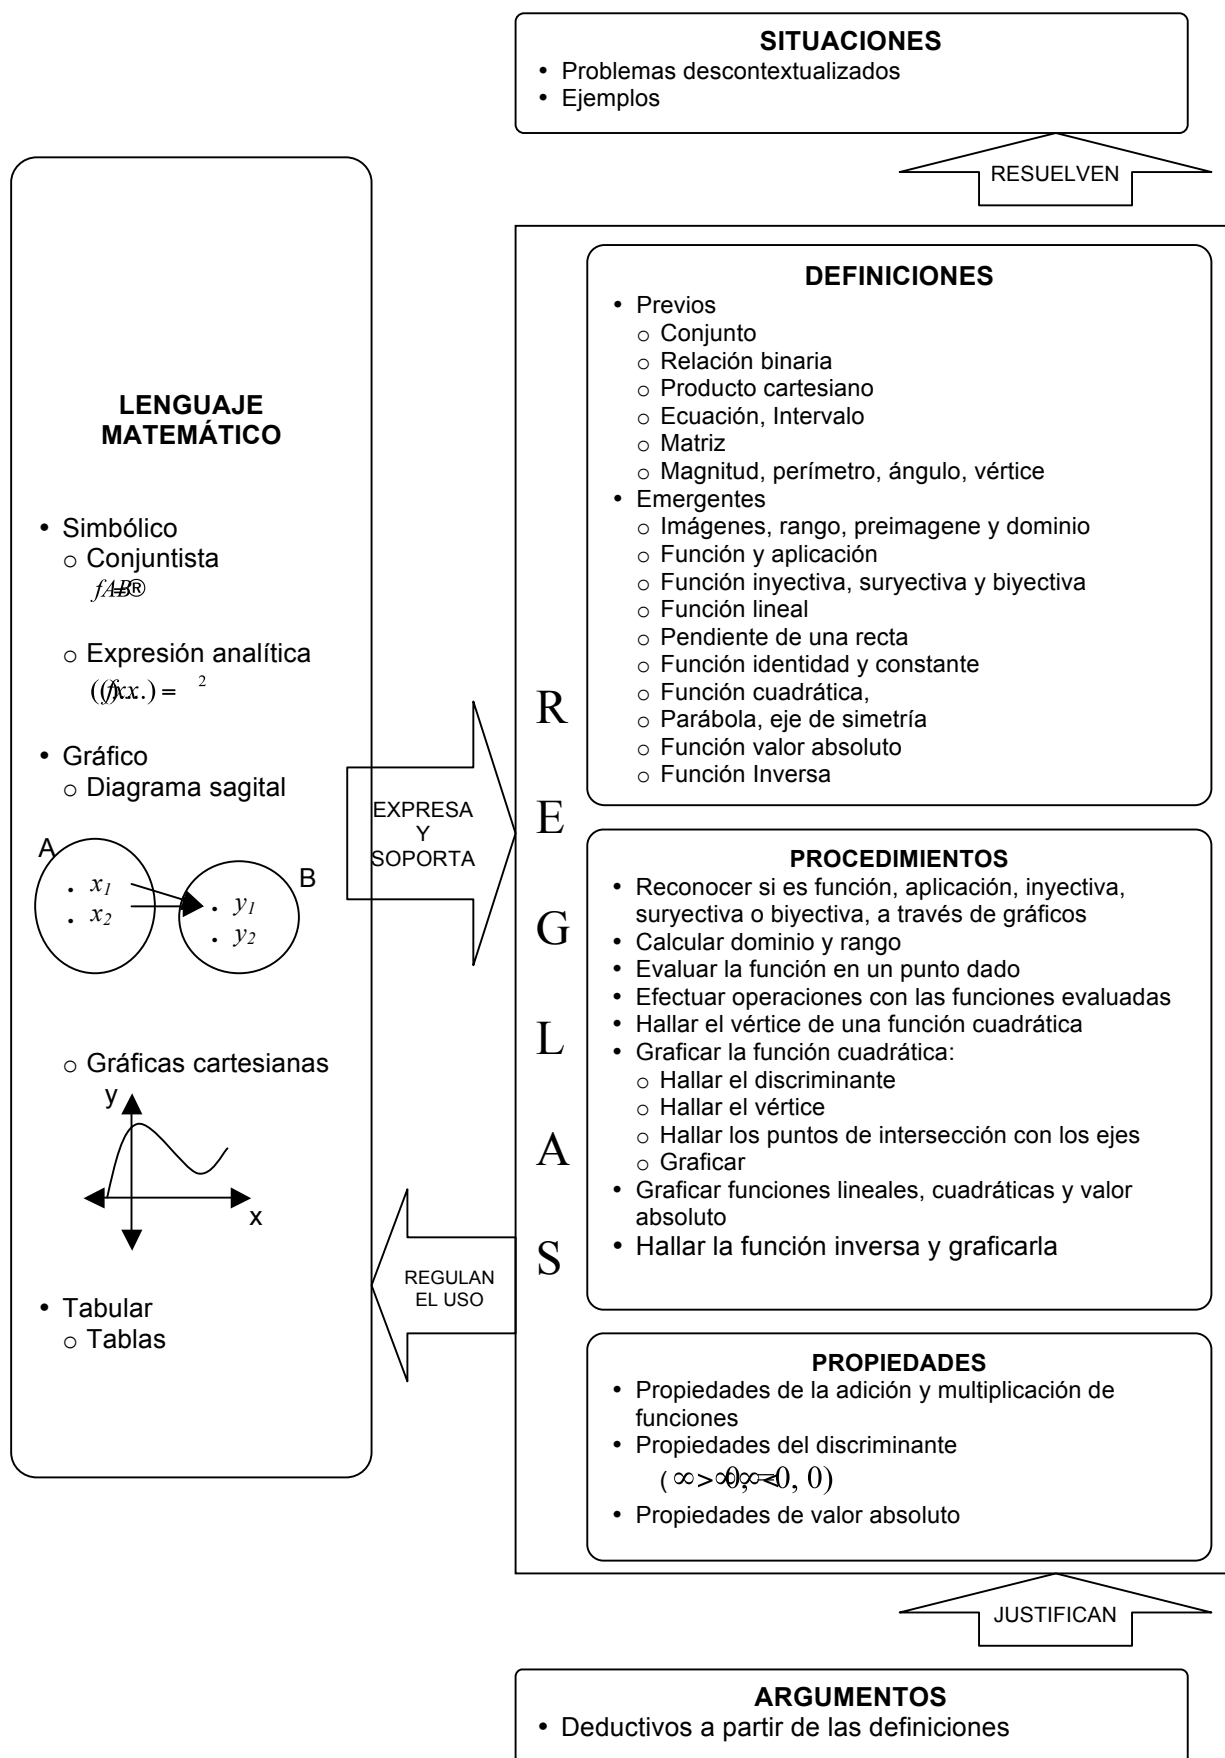 SITUACIONES
• Problemas descontextualizados
• Ejemplos
RESUELVEN
LENGUAJE
MATEMÁTICO
• Simbólico
o Conjuntista
o Expresión analítica
• Gráfico
o Diagrama sagital
A
B
. x1
. x2
. y1
. y2
o Gráficas cartesianas
y
x
• Tabular
o Tablas
EXPRESA
Y
SOPORTA
REGULAN
EL USO
R
E
G
L
A
S
DEFINICIONES
• Previos
o Conjunto
o Relación binaria
o Producto cartesiano
o Ecuación, Intervalo
o Matriz
o Magnitud, perímetro, ángulo, vértice
• Emergentes
o Imágenes, rango, preimagene y dominio
o Función y aplicación
o Función inyectiva, suryectiva y biyectiva
o Función lineal
o Pendiente de una recta
o Función identidad y constante
o Función cuadrática,
o Parábola, eje de simetría
o Función valor absoluto
o Función Inversa
PROCEDIMIENTOS
• Reconocer si es función, aplicación, inyectiva,
suryectiva o biyectiva, a través de gráficos
• Calcular dominio y rango
• Evaluar la función en un punto dado
• Efectuar operaciones con las funciones evaluadas
• Hallar el vértice de una función cuadrática
• Graficar la función cuadrática:
o Hallar el discriminante
o Hallar el vértice
o Hallar los puntos de intersección con los ejes
o Graficar
• Graficar funciones lineales, cuadráticas y valor
absoluto
• Hallar la función inversa y graficarla
PROPIEDADES
• Propiedades de la adición y multiplicación de
funciones
• Propiedades del discriminante
• Propiedades de valor absoluto
JUSTIFICAN
ARGUMENTOS
• Deductivos a partir de las definiciones